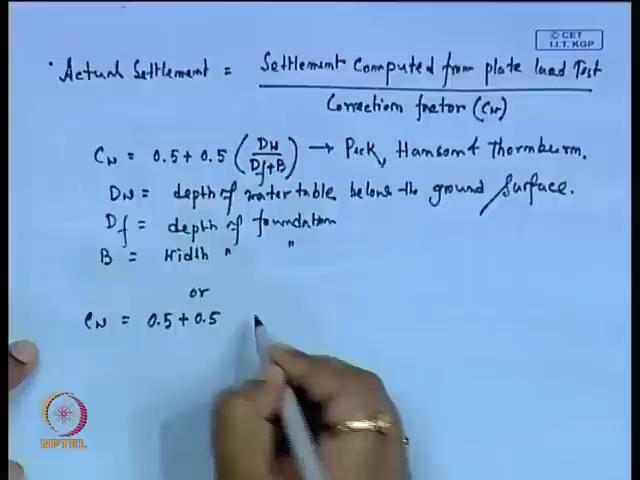 © CET
I.I.T. KGP
· Actual Settlement = Settlement Computed from plate load Test / Correction factor (Cw)
Cw = 0.5 + 0.5 (Dw / Df + B) → Peck, Hanson & Thornburn.
Dw = depth of water table below the ground surface.
Df = depth of foundation
B = Width " "
or
Cw = 0.5 + 0.5
NPTEL